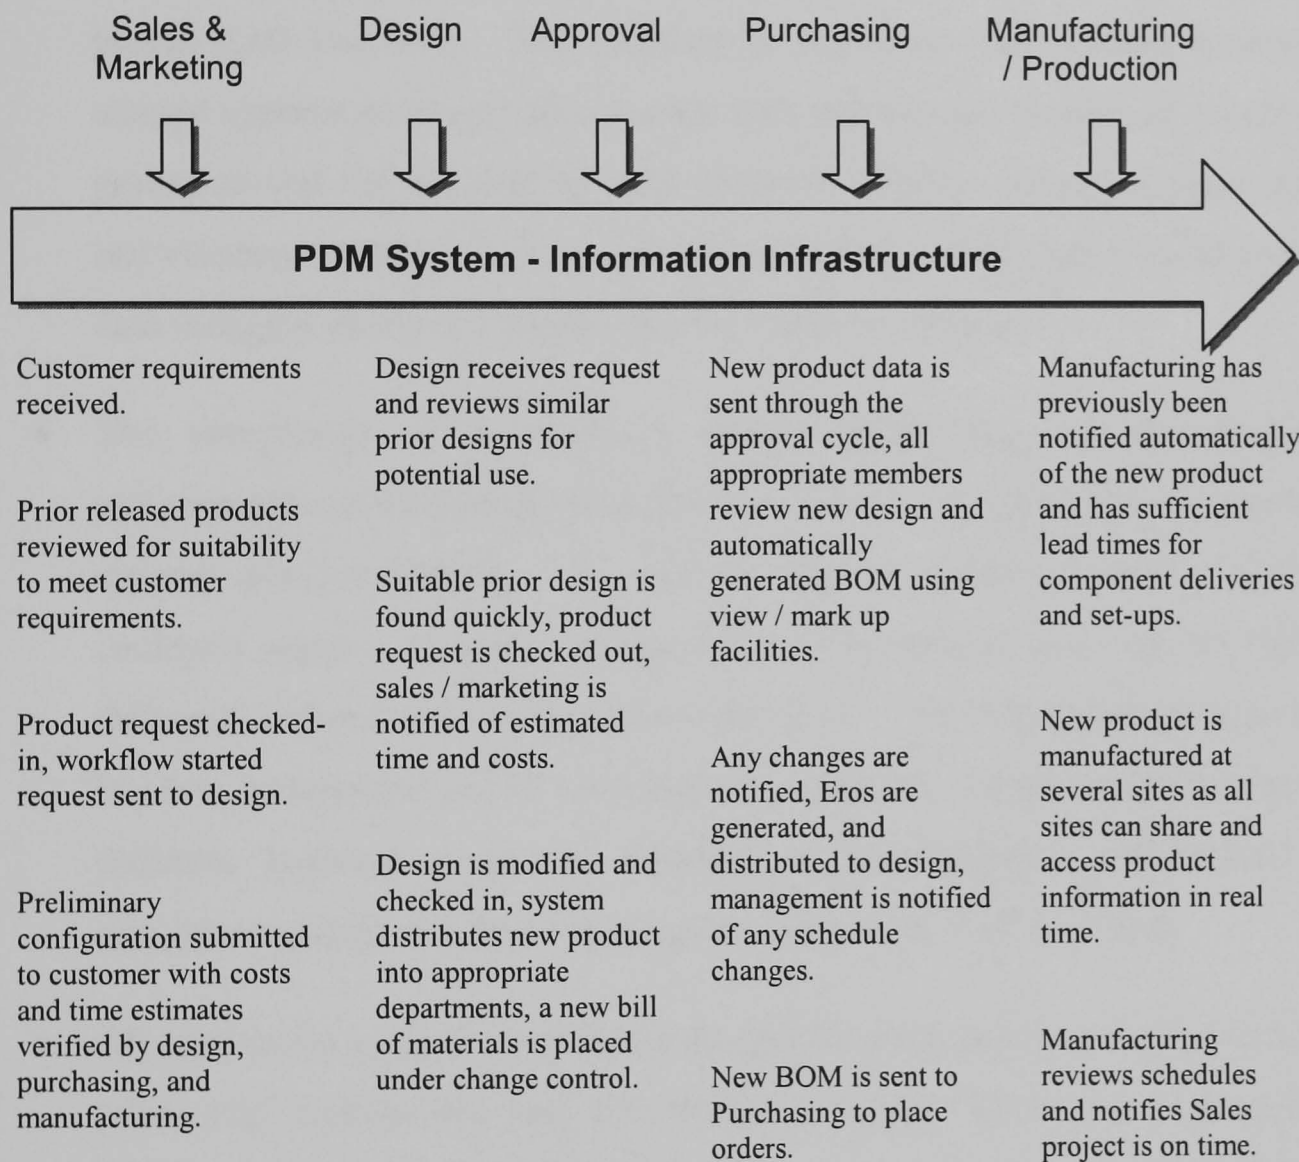 Sales &
Marketing
Design
Approval
Purchasing
Manufacturing
/ Production
PDM System - Information Infrastructure
Customer requirements
received.
Prior released products
reviewed for suitability
to meet customer
requirements.
Product request checked-
in, workflow started
request sent to design.
Preliminary
configuration submitted
to customer with costs
and time estimates
verified by design,
purchasing, and
manufacturing.
Design receives request
and reviews similar
prior designs for
potential use.
Suitable prior design is
found quickly, product
request is checked out,
sales / marketing is
notified of estimated
time and costs.
Design is modified and
checked in, system
distributes new product
into appropriate
departments, a new bill
of materials is placed
under change control.
New product data is
sent through the
approval cycle, all
appropriate members
review new design and
automatically
generated BOM using
view / mark up
facilities.
Any changes are
notified, Eros are
generated, and
distributed to design,
management is notified
of any schedule
changes.
New BOM is sent to
Purchasing to place
orders.
Manufacturing has
previously been
notified automatically
of the new product
and has sufficient
lead times for
component deliveries
and set-ups.
New product is
manufactured at
several sites as all
sites can share and
access product
information in real
time.
Manufacturing
reviews schedules
and notifies Sales
project is on time.